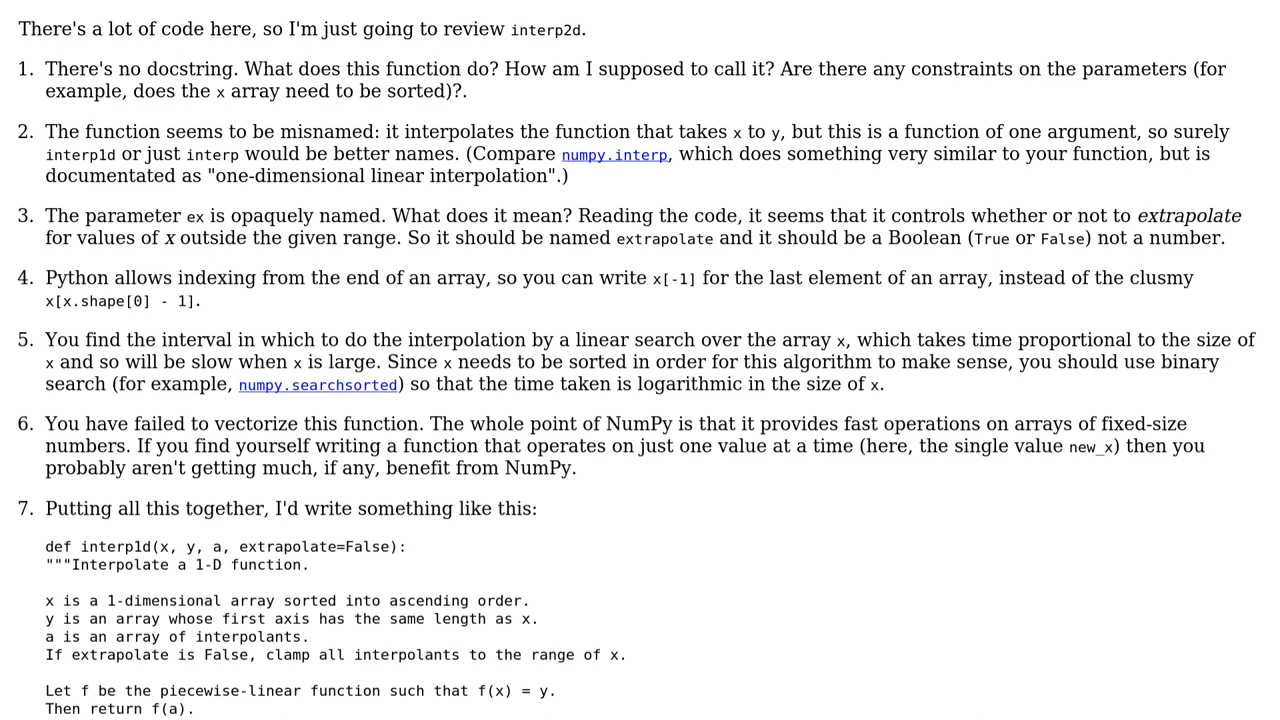 There's a lot of code here, so I'm just going to review interp2d.
1. There's no docstring. What does this function do? How am I supposed to call it? Are there any constraints on the parameters (for
example, does the x array need to be sorted)?.
2. The function seems to be misnamed: it interpolates the function that takes x to y, but this is a function of one argument, so surely
interp1d or just interp would be better names. (Compare numpy.interp, which does something very similar to your function, but is
documentated as "one-dimensional linear interpolation".)
3. The parameter ex is opaquely named. What does it mean? Reading the code, it seems that it controls whether or not to extrapolate
for values of x outside the given range. So it should be named extrapolate and it should be a Boolean (True or False) not a number.
4. Python allows indexing from the end of an array, so you can write x[-1] for the last element of an array, instead of the clusmy
x[x.shape[0] - 1].
5. You find the interval in which to do the interpolation by a linear search over the array x, which takes time proportional to the size of
x and so will be slow when x is large. Since x needs to be sorted in order for this algorithm to make sense, you should use binary
search (for example, numpy.searchsorted) so that the time taken is logarithmic in the size of x.
6. You have failed to vectorize this function. The whole point of NumPy is that it provides fast operations on arrays of fixed-size
numbers. If you find yourself writing a function that operates on just one value at a time (here, the single value new_x) then you
probably aren't getting much, if any, benefit from NumPy.
7. Putting all this together, I'd write something like this:
def interp1d(x, y, a, extrapolate=False):
"""Interpolate a 1-D function.
x is a 1-dimensional array sorted into ascending order.
y is an array whose first axis has the same length as x.
a is an array of interpolants.
If extrapolate is False, clamp all interpolants to the range of x.
Let f be the piecewise-linear function such that f(x) = y.
Then return f(a).